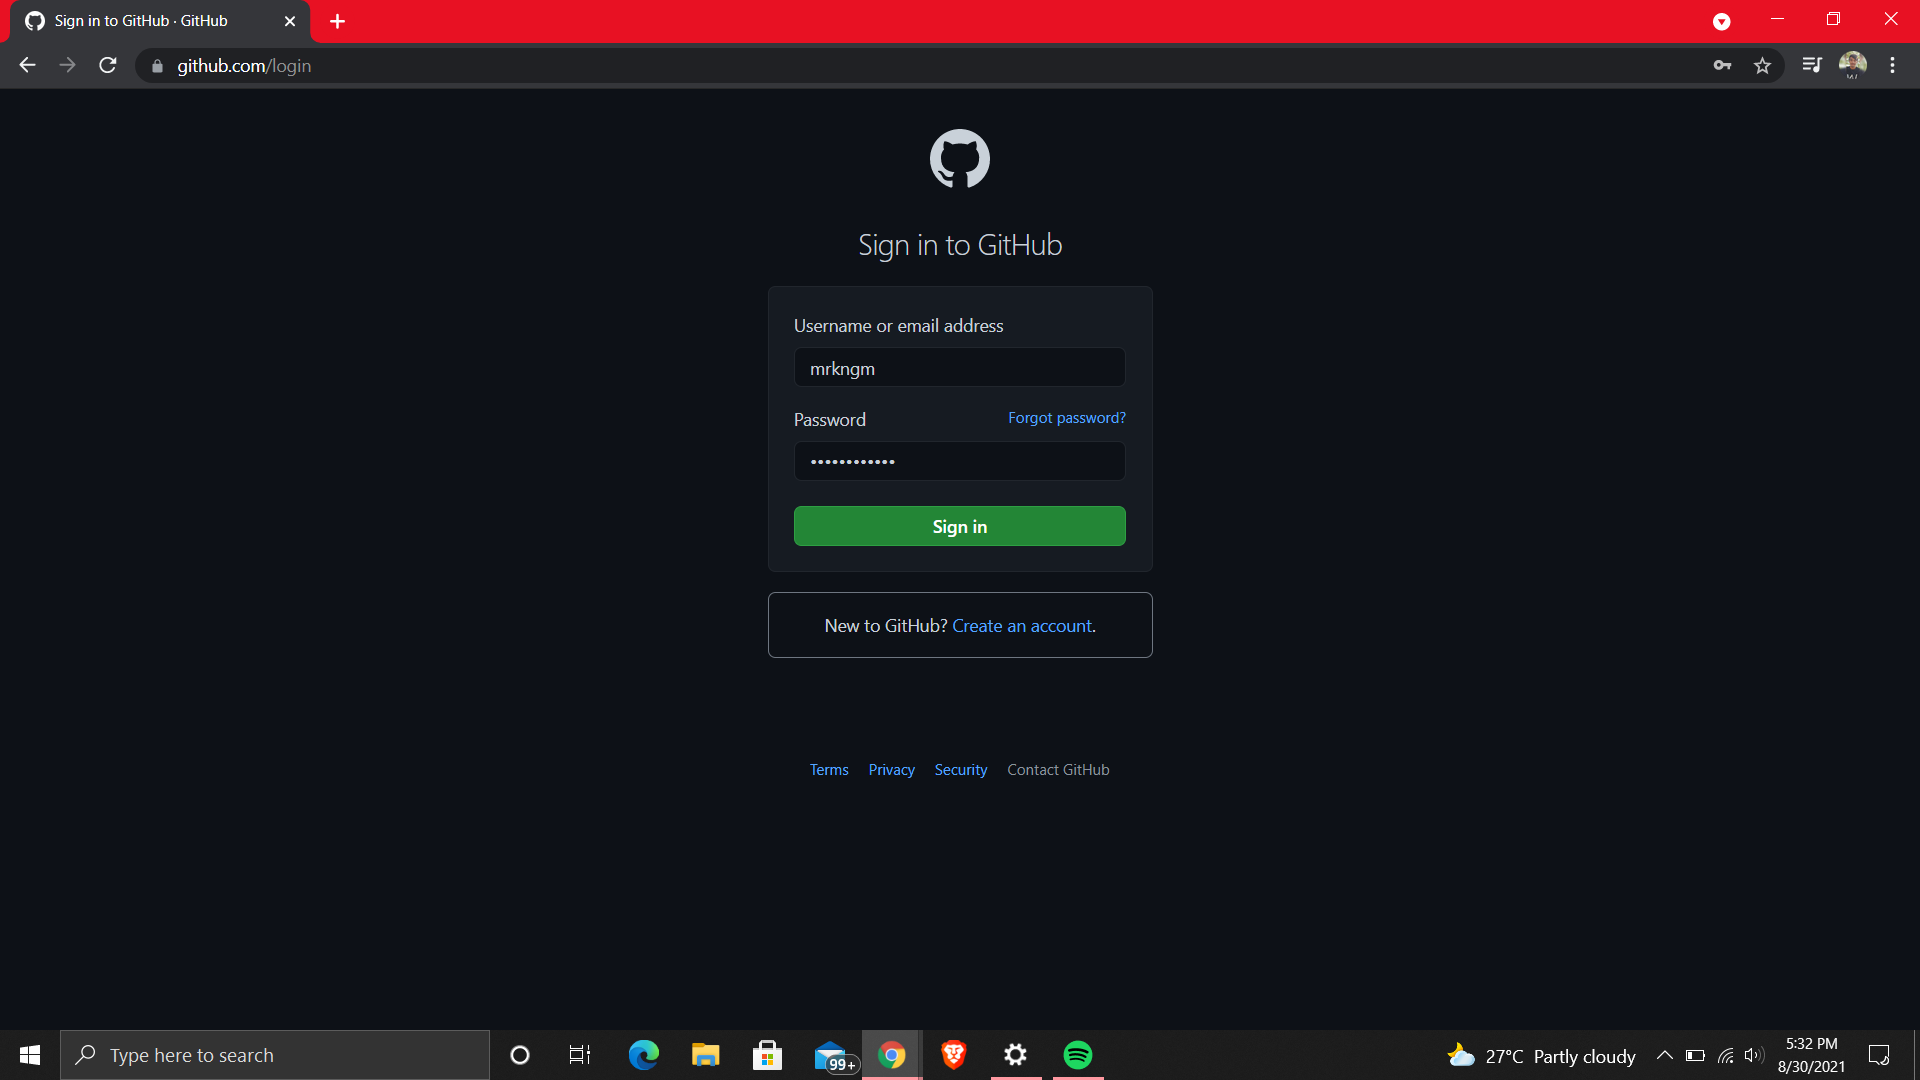 Sign in to GitHub · GitHub
github.com/login
Sign in to GitHub
Username or email address
mrkngm
Password Forgot password?
••••••••••••
Sign in
New to GitHub? Create an account.
Terms Privacy Security Contact GitHub
Type here to search
99+
27°C Partly cloudy
5:32 PM
8/30/2021